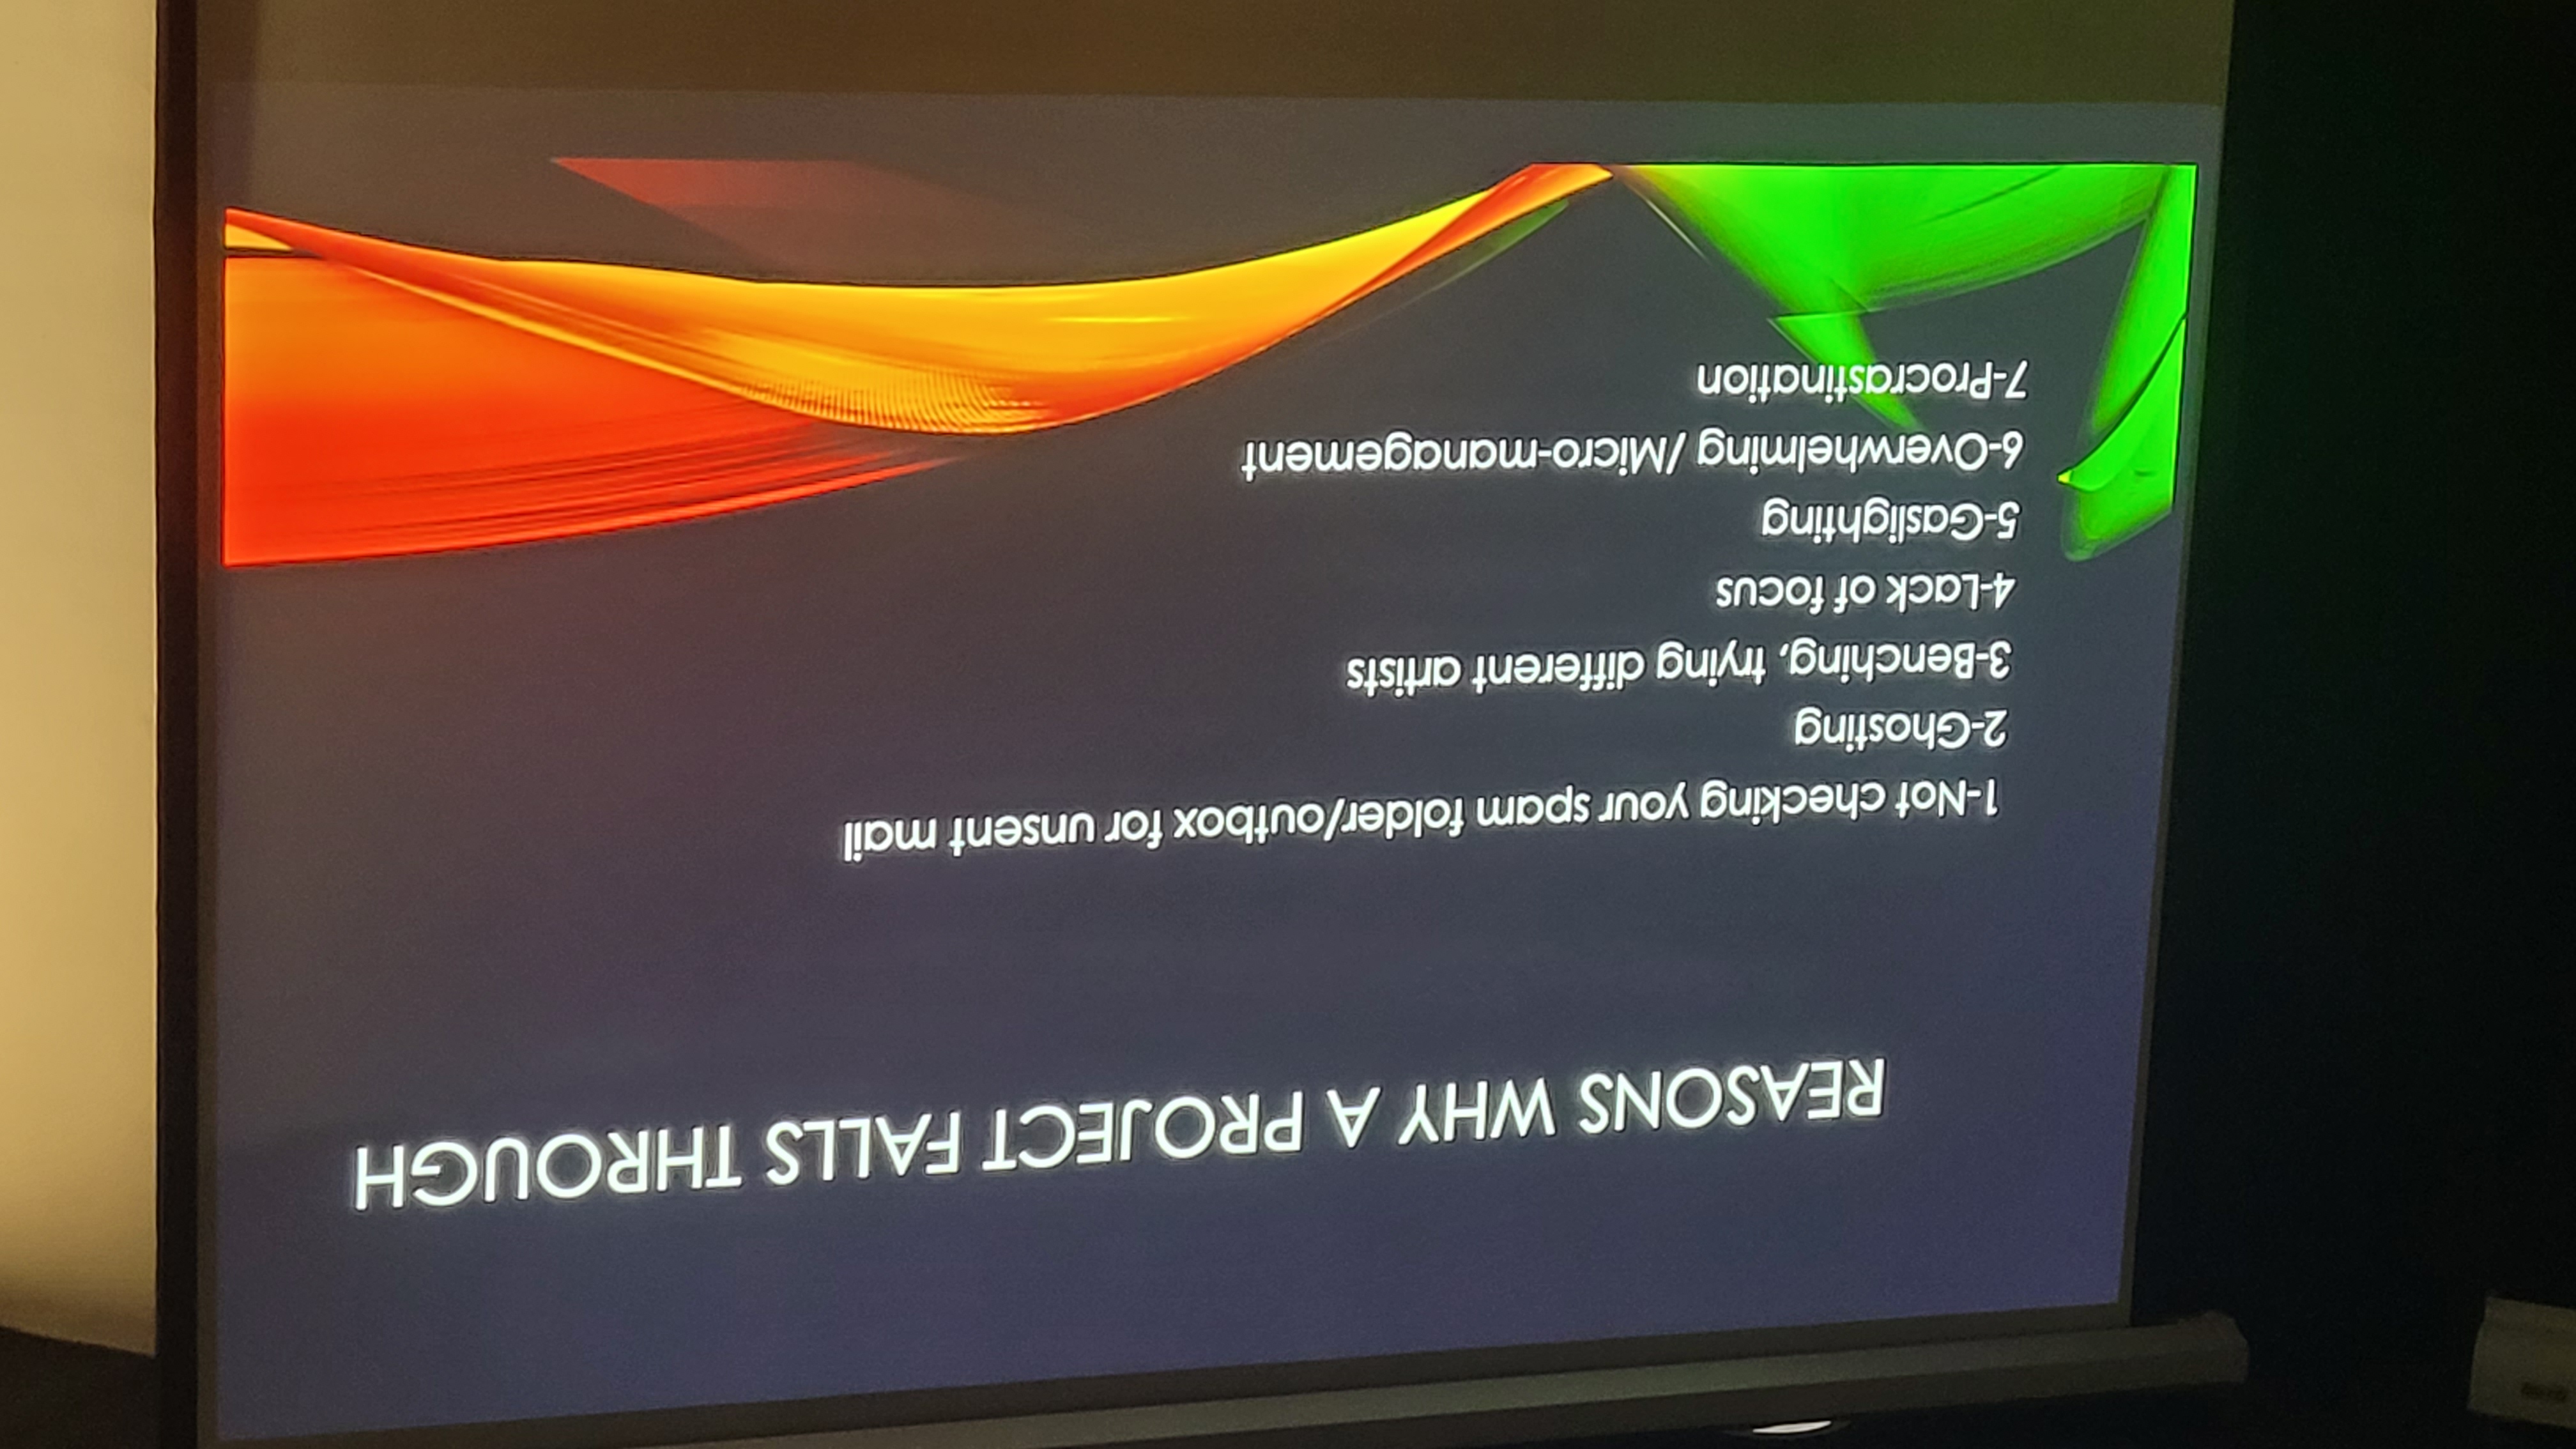 REASONS WHY A PROJECT FALLS THROUGH
1-Not checking your spam folder/outbox for unsent mail
2-Ghosting
3-Benching, trying different artists
4-Lack of focus
5-Gaslighting
6-Overwhelming /Micro-management
7-Procrastination